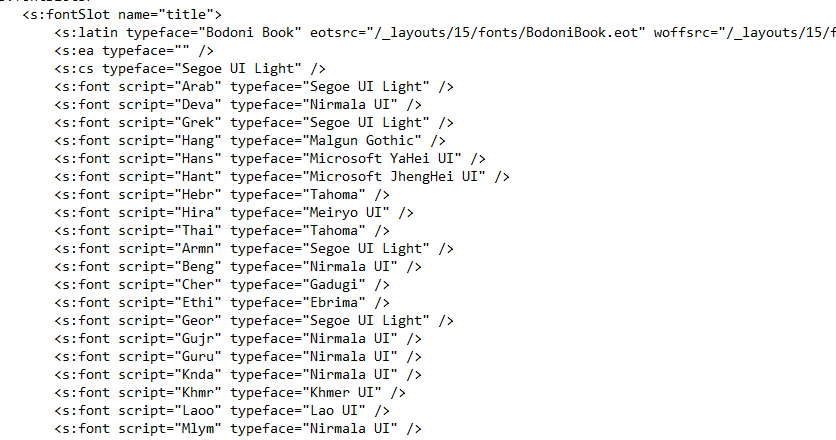 <s:fontSlot name="title">
<s:latin typeface="Bodoni Book" eotsrc="/_layouts/15/fonts/BodoniBook.eot" woffsrc="/_layouts/15/f
<s:ea typeface="" />
<s:cs typeface="Segoe UI Light" />
<s:font script="Arab" typeface="Segoe UI Light" />
<s:font script="Deva" typeface="Nirmala UI" />
<s:font script="Grek" typeface="Segoe UI Light" />
<s:font script="Hang" typeface="Malgun Gothic" />
<s:font script="Hans" typeface="Microsoft YaHei UI" />
<s:font script="Hant" typeface="Microsoft JhengHei UI" />
<s:font script="Hebr" typeface="Tahoma" />
<s:font script="Hira" typeface="Meiryo UI" />
<s:font script="Thai" typeface="Tahoma" />
<s:font script="Armn" typeface="Segoe UI Light" />
<s:font script="Beng" typeface="Nirmala UI" />
<s:font script="Cher" typeface="Gadugi" />
<s:font script="Ethi" typeface="Ebrima" />
<s:font script="Geor" typeface="Segoe UI Light" />
<s:font script="Gujr" typeface="Nirmala UI" />
<s:font script="Guru" typeface="Nirmala UI" />
<s:font script="Knda" typeface="Nirmala UI" />
<s:font script="Khmr" typeface="Khmer UI" />
<s:font script="Laoo" typeface="Lao UI" />
<s:font script="Mlym" typeface="Nirmala UI" />